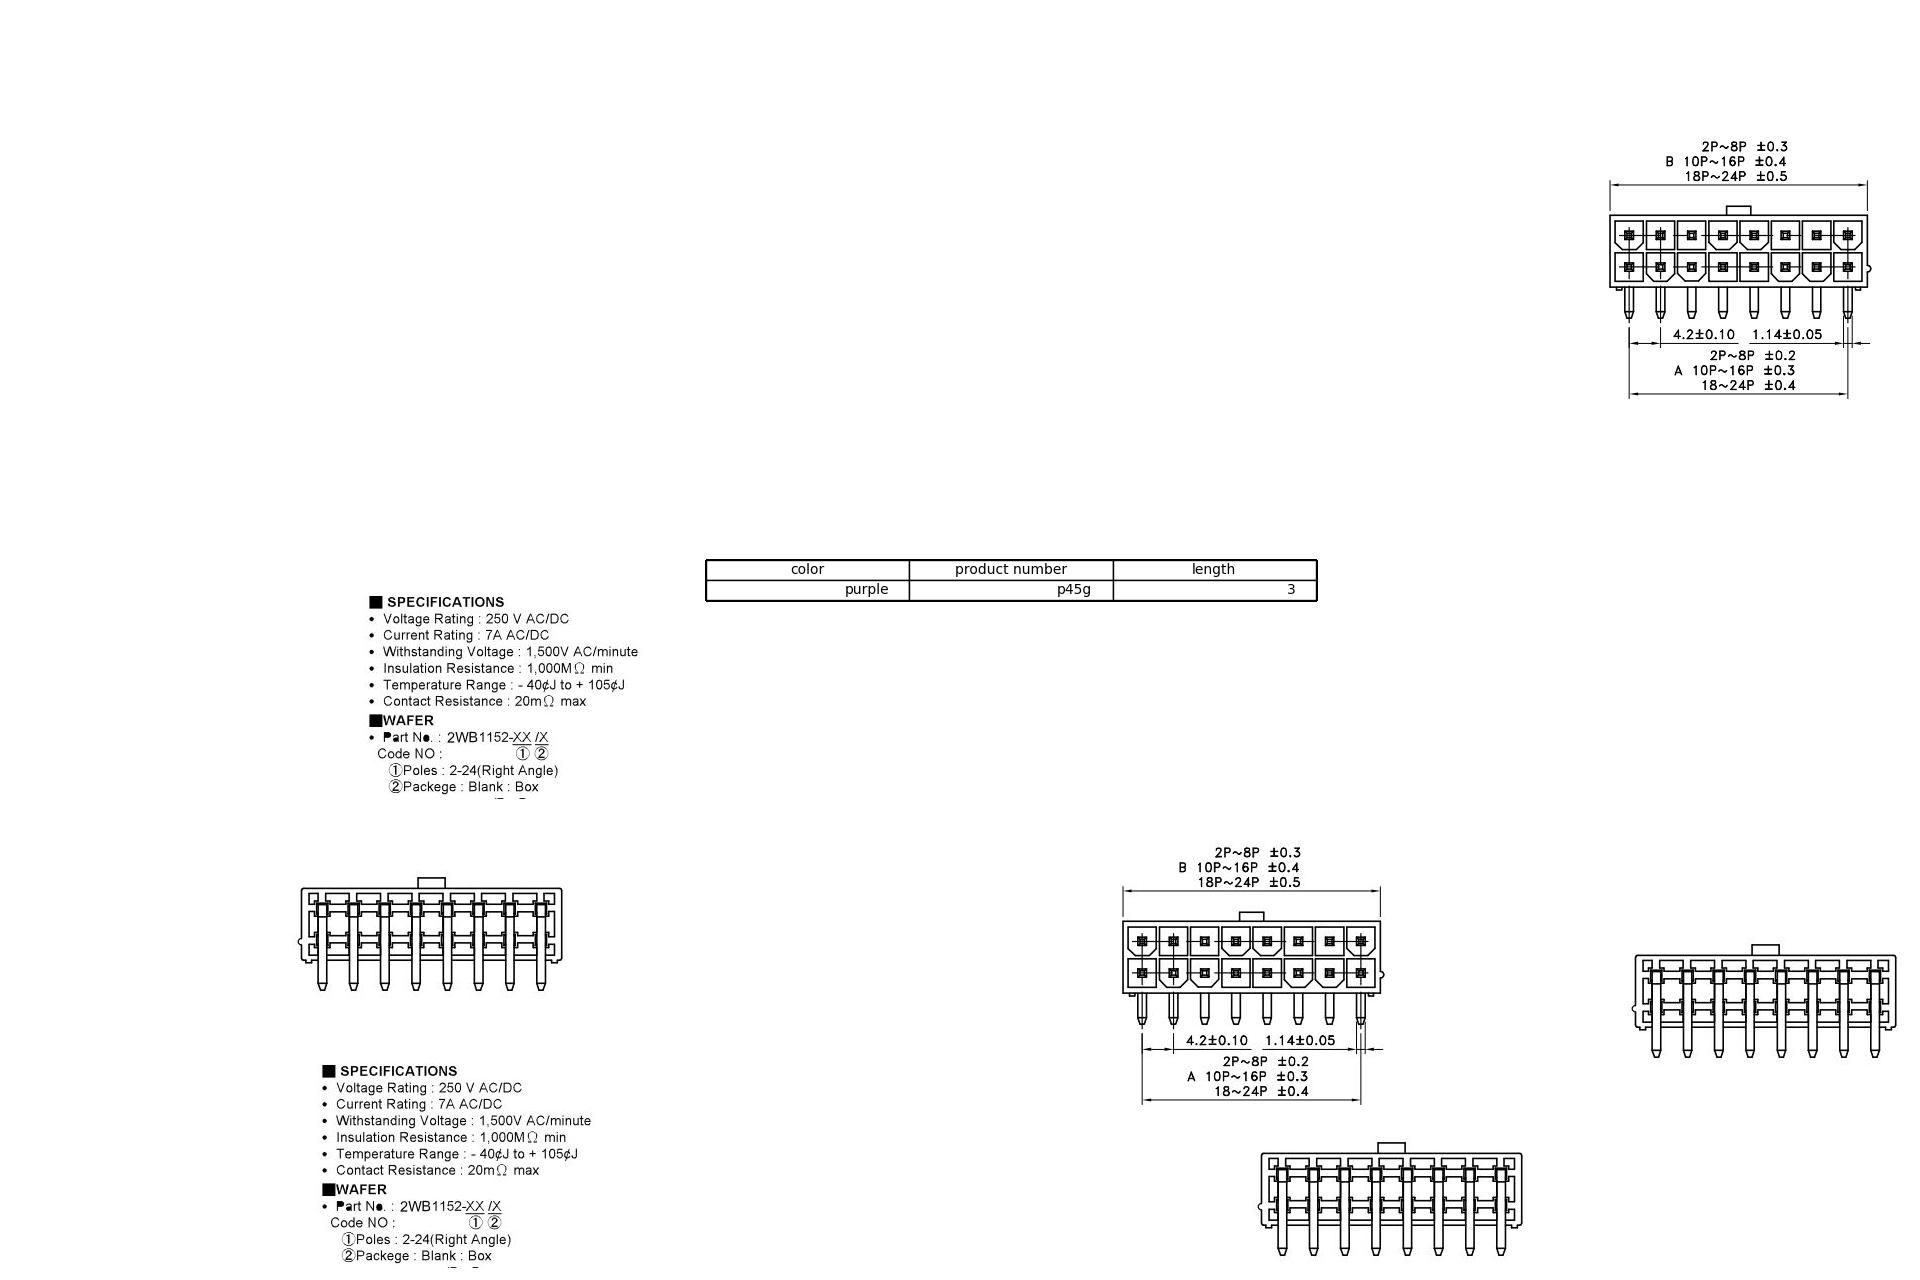 2P~8P ±0.3
B 10P~16P ±0.4
18P~24P ±0.5
4.2±0.10 1.14±0.05
2P~8P ±0.2
A 10P~16P ±0.3
18~24P ±0.4
color product number length
purple p45g 3
■ SPECIFICATIONS
• Voltage Rating : 250 V AC/DC
• Current Rating : 7A AC/DC
• Withstanding Voltage : 1,500V AC/minute
• Insulation Resistance : 1,000MΩ min
• Temperature Range : - 40¢J to + 105¢J
• Contact Resistance : 20mΩ max
■WAFER
• Part No. : 2WB1152-XX /X
Code NO : ① ②
①Poles : 2-24(Right Angle)
②Packege : Blank : Box
2P~8P ±0.3
B 10P~16P ±0.4
18P~24P ±0.5
4.2±0.10 1.14±0.05
2P~8P ±0.2
A 10P~16P ±0.3
18~24P ±0.4
■ SPECIFICATIONS
• Voltage Rating : 250 V AC/DC
• Current Rating : 7A AC/DC
• Withstanding Voltage : 1,500V AC/minute
• Insulation Resistance : 1,000MΩ min
• Temperature Range : - 40¢J to + 105¢J
• Contact Resistance : 20mΩ max
■WAFER
• Part No. : 2WB1152-XX /X
Code NO : ① ②
①Poles : 2-24(Right Angle)
②Packege : Blank : Box